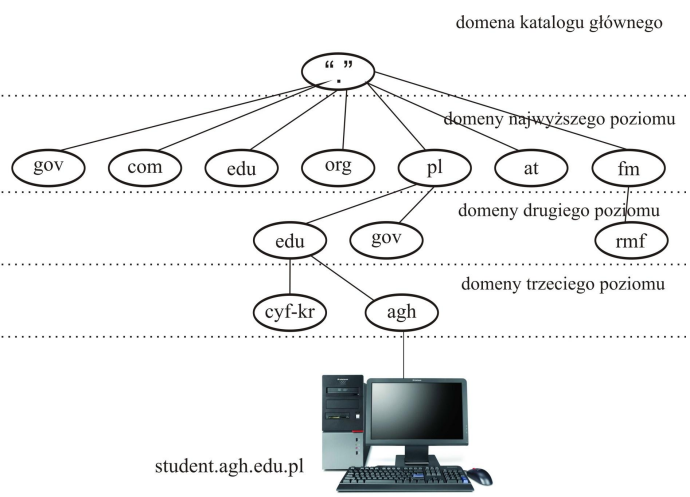 domena katalogu głównego
“.”
domeny najwyższego poziomu
gov com edu org pl at fm
domeny drugiego poziomu
edu gov rmf
domeny trzeciego poziomu
cyf-kr agh
student.agh.edu.pl